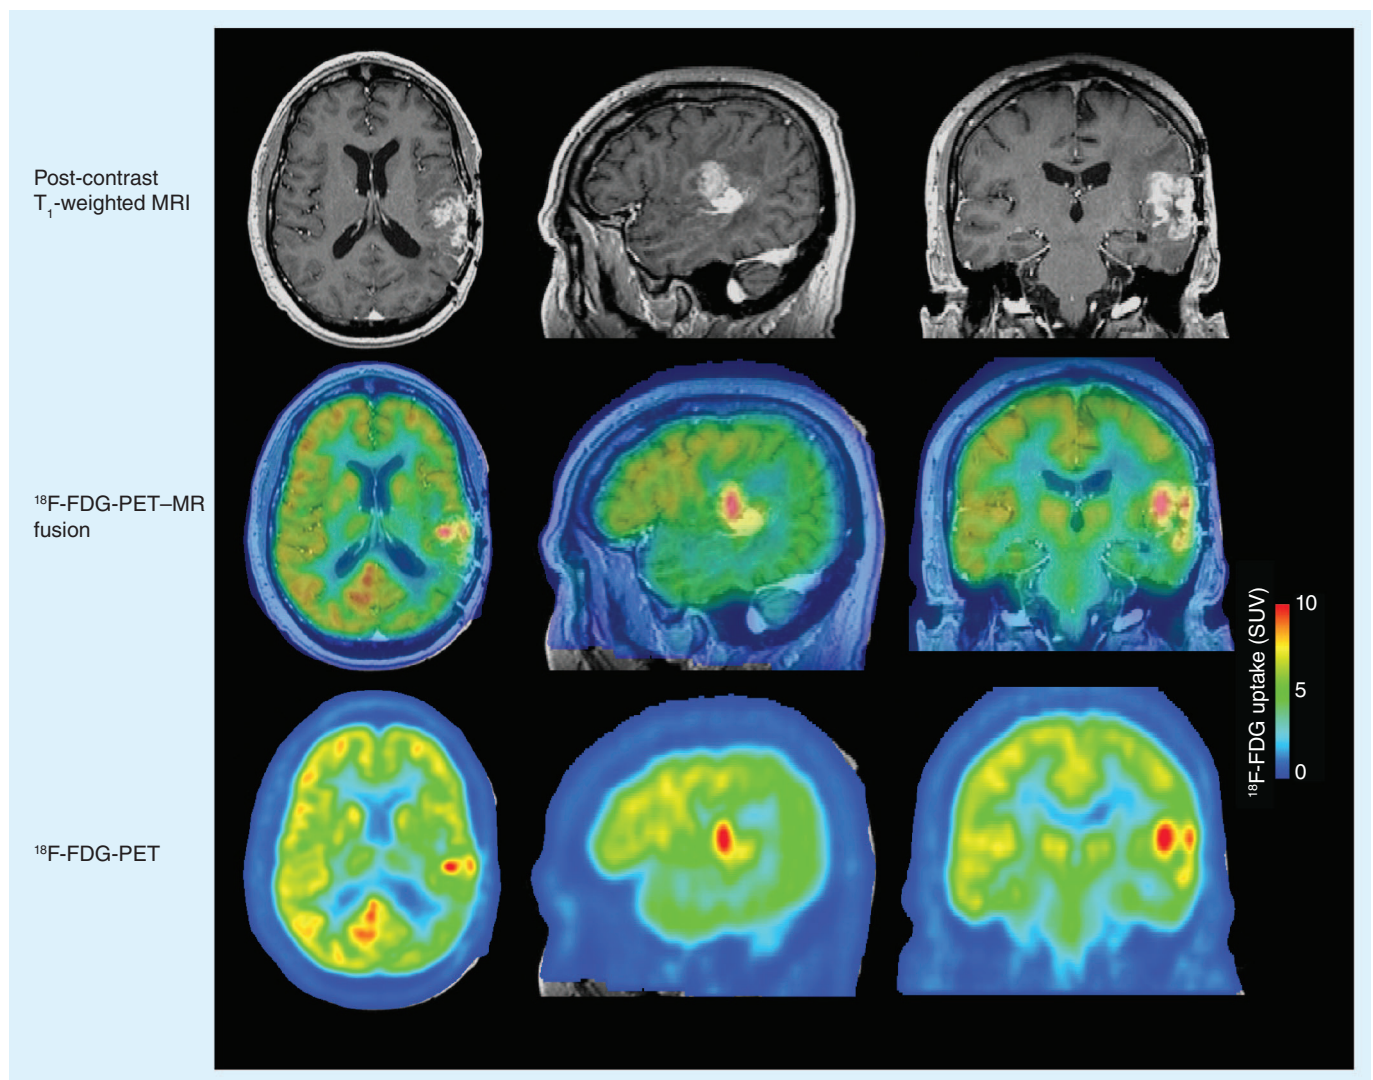 Post-contrast
T₁-weighted MRI
¹⁸F-FDG-PET–MR
fusion
¹⁸F-FDG uptake (SUV)
10
5
0
¹⁸F-FDG-PET